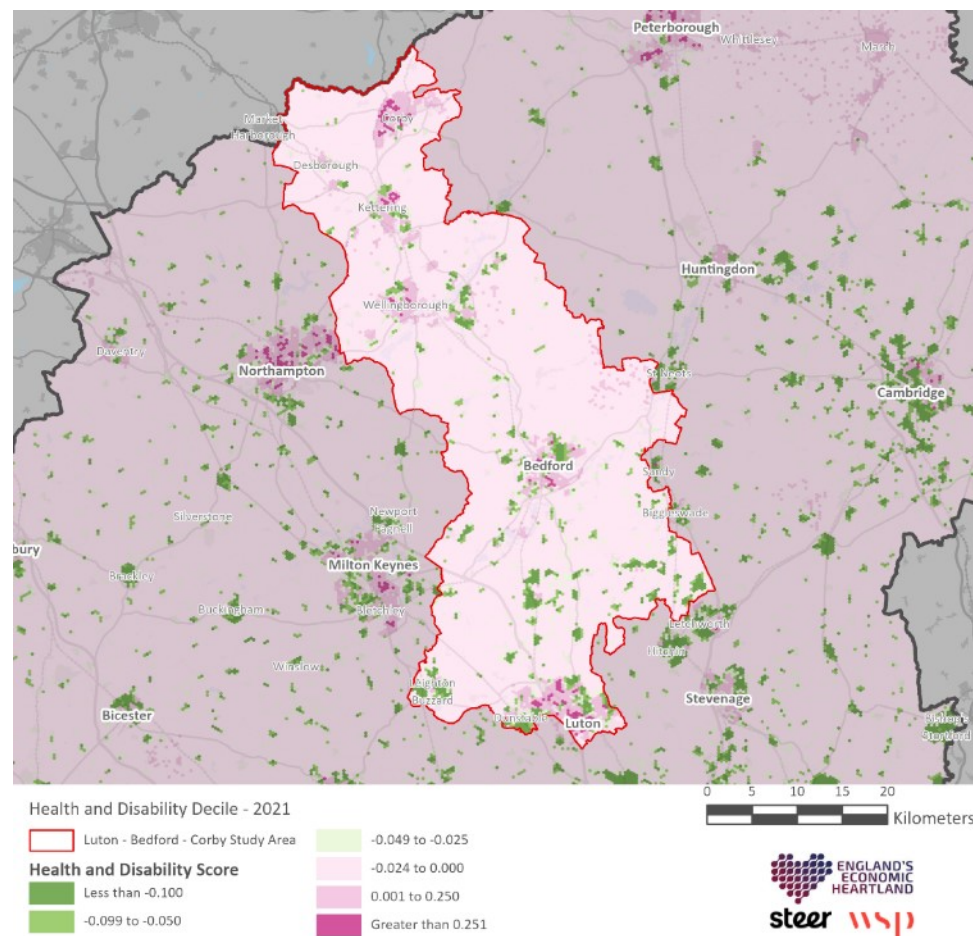 Peterborough
Whittlesey
March
Market
Harborough
Corby
Desborough
Kettering
Huntingdon
Wellingborough
Daventry
Northampton
St Neots
Cambridge
Bedford
Sandy
Silverstone
Newport
Pagnell
Biggleswade
bury
Milton Keynes
Brackley
Bletchley
Buckingham
Letchworth
Hitchin
Winslow
Leighton
Buzzard
Stevenage
Bicester
Dunstable
Luton
Bishop's
Stortford
0 5 10 15 20
Kilometers
Health and Disability Decile - 2021
Luton - Bedford - Corby Study Area
Health and Disability Score
Less than -0.100
-0.099 to -0.050
-0.049 to -0.025
-0.024 to 0.000
0.001 to 0.250
Greater than 0.251
ENGLAND'S
ECONOMIC
HEARTLAND
steer wsp